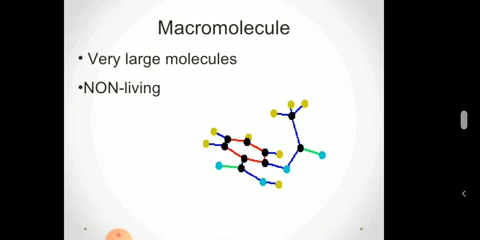 Macromolecule
• Very large molecules
•NON-living